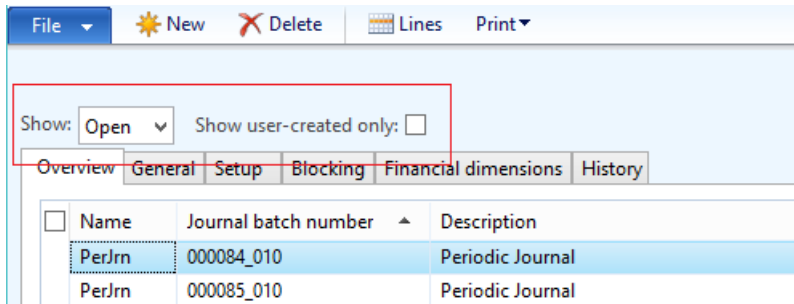 File New Delete Lines Print
Show: Open Show user-created only:
Overview General Setup Blocking Financial dimensions History
Name Journal batch number Description
PerJrn 000084_010 Periodic Journal
PerJrn 000085_010 Periodic Journal